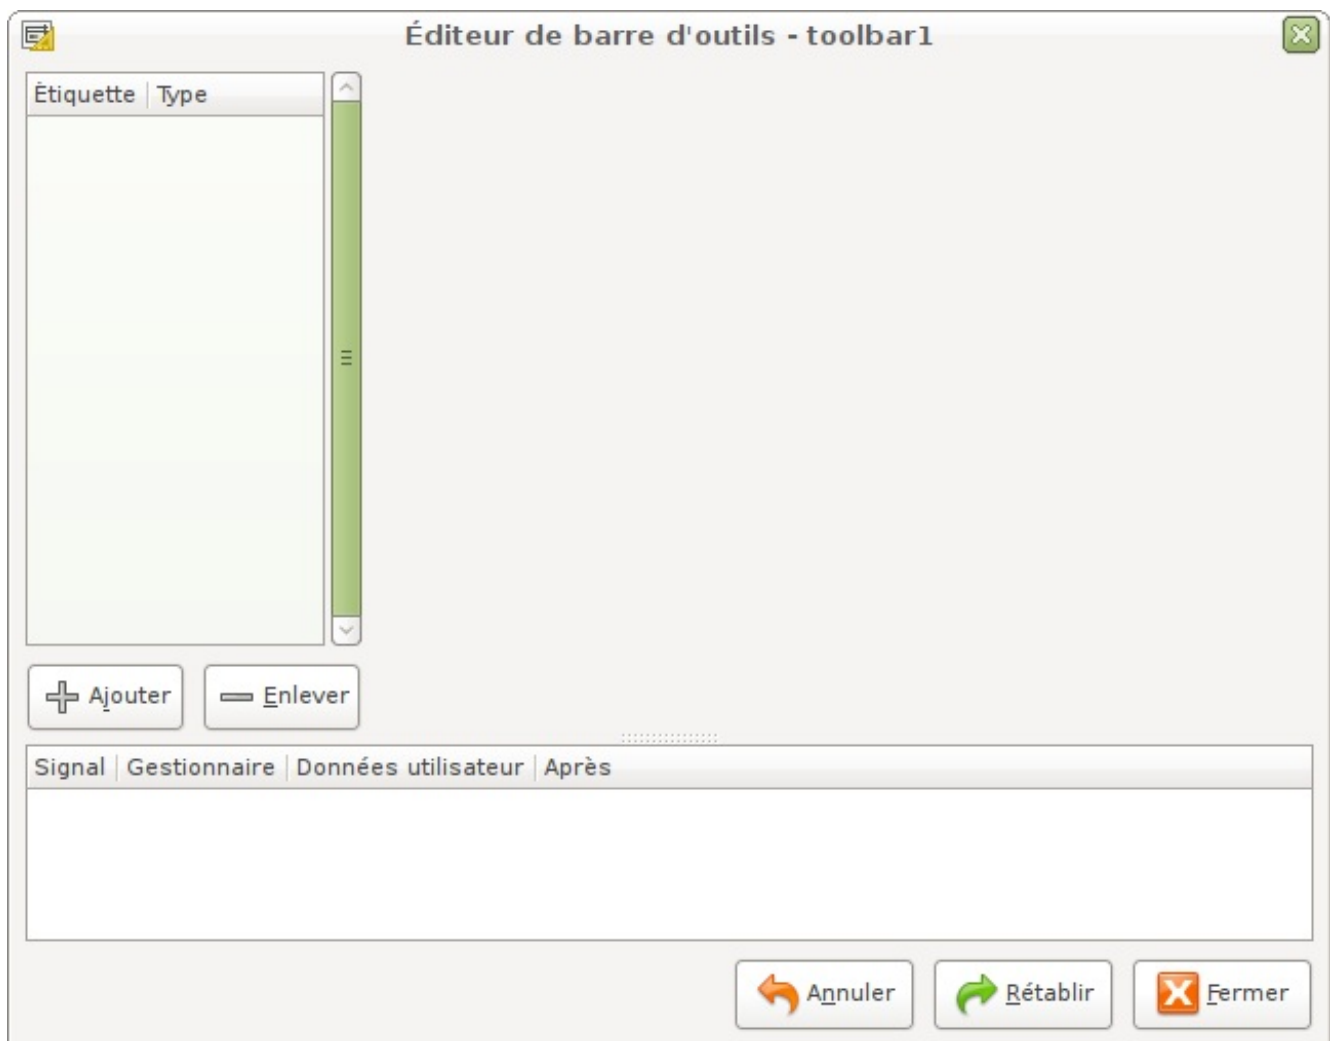 Éditeur de barre d'outils - toolbar1
Étiquette Type
Ajouter Enlever
Signal Gestionnaire Données utilisateur Après
Annuler Rétablir Fermer